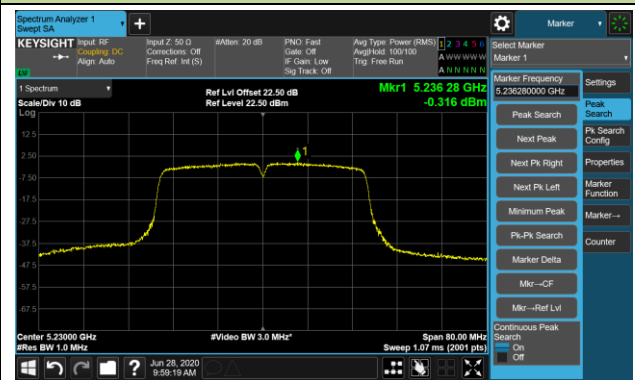 Spectrum Analyzer 1
Swept SA
Marker
KEYSIGHT
Input: RF
Coupling: DC
Align: Auto
Input Z: 50 Ω
Corrections: Off
Freq Ref: Int (S)
#Atten: 20 dB
PNO: Fast
Gate: Off
IF Gain: Low
Sig Track: Off
Avg Type: Power (RMS)
Avg|Hold: 100/100
Trig: Free Run
1 2 3 4 5 6
A W W W W W
A N N N N N
Select Marker
Marker 1
1 Spectrum
Scale/Div 10 dB
Log
Ref Lvl Offset 22.50 dB
Ref Level 22.50 dBm
Mkr1 5.236 28 GHz
-0.316 dBm
12.5
2.50
-7.50
-17.5
-27.5
-37.5
-47.5
-57.5
-67.5
1
Center 5.23000 GHz
#Res BW 1.0 MHz
#Video BW 3.0 MHz*
Span 80.00 MHz
Sweep 1.07 ms (2001 pts)
Marker Frequency
5.236280000 GHz
Peak Search
Next Peak
Next Pk Right
Next Pk Left
Minimum Peak
Pk-Pk Search
Marker Delta
Mkr→CF
Mkr→Ref Lvl
Continuous Peak
Search
On
Off
Settings
Peak
Search
Pk Search
Config
Properties
Marker
Function
Marker→
Counter
?
Jun 28, 2020
9:59:19 AM